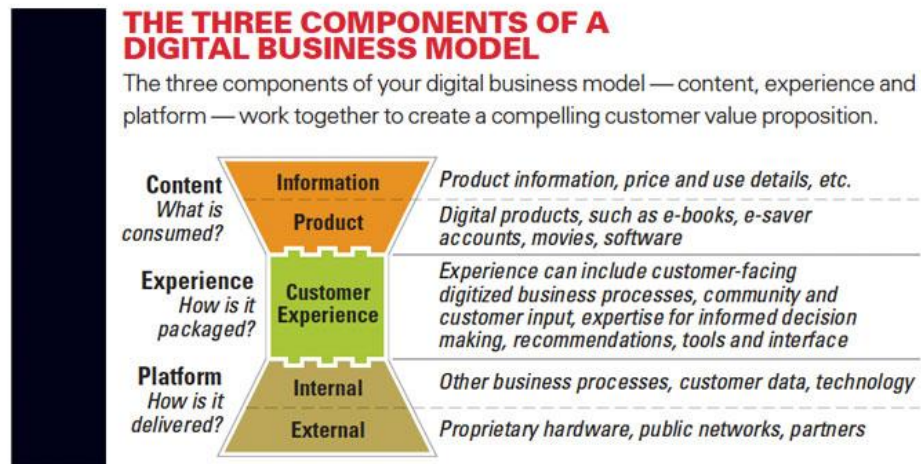 THE THREE COMPONENTS OF A
DIGITAL BUSINESS MODEL
The three components of your digital business model — content, experience and
platform — work together to create a compelling customer value proposition.
Content
What is
consumed?
Information
Product information, price and use details, etc.
Product
Digital products, such as e-books, e-saver
accounts, movies, software
Experience
How is it
packaged?
Customer
Experience
Experience can include customer-facing
digitized business processes, community and
customer input, expertise for informed decision
making, recommendations, tools and interface
Platform
How is it
delivered?
Internal
Other business processes, customer data, technology
External
Proprietary hardware, public networks, partners